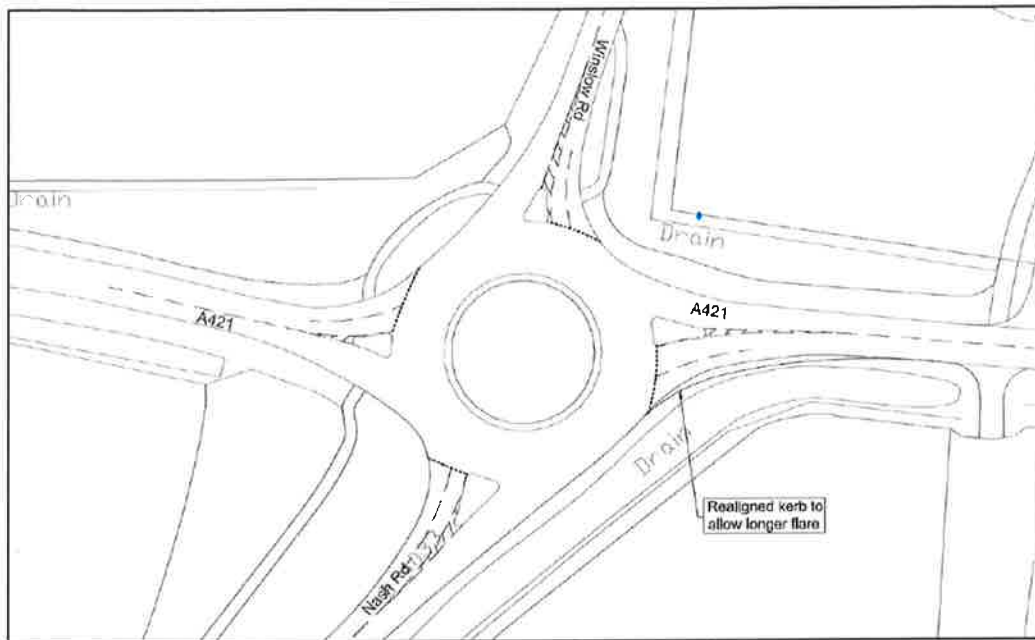 Winslow Rd
Drain
Drain
A421
A421
Drain
Realigned kerb to
allow longer flare
Nash Rd